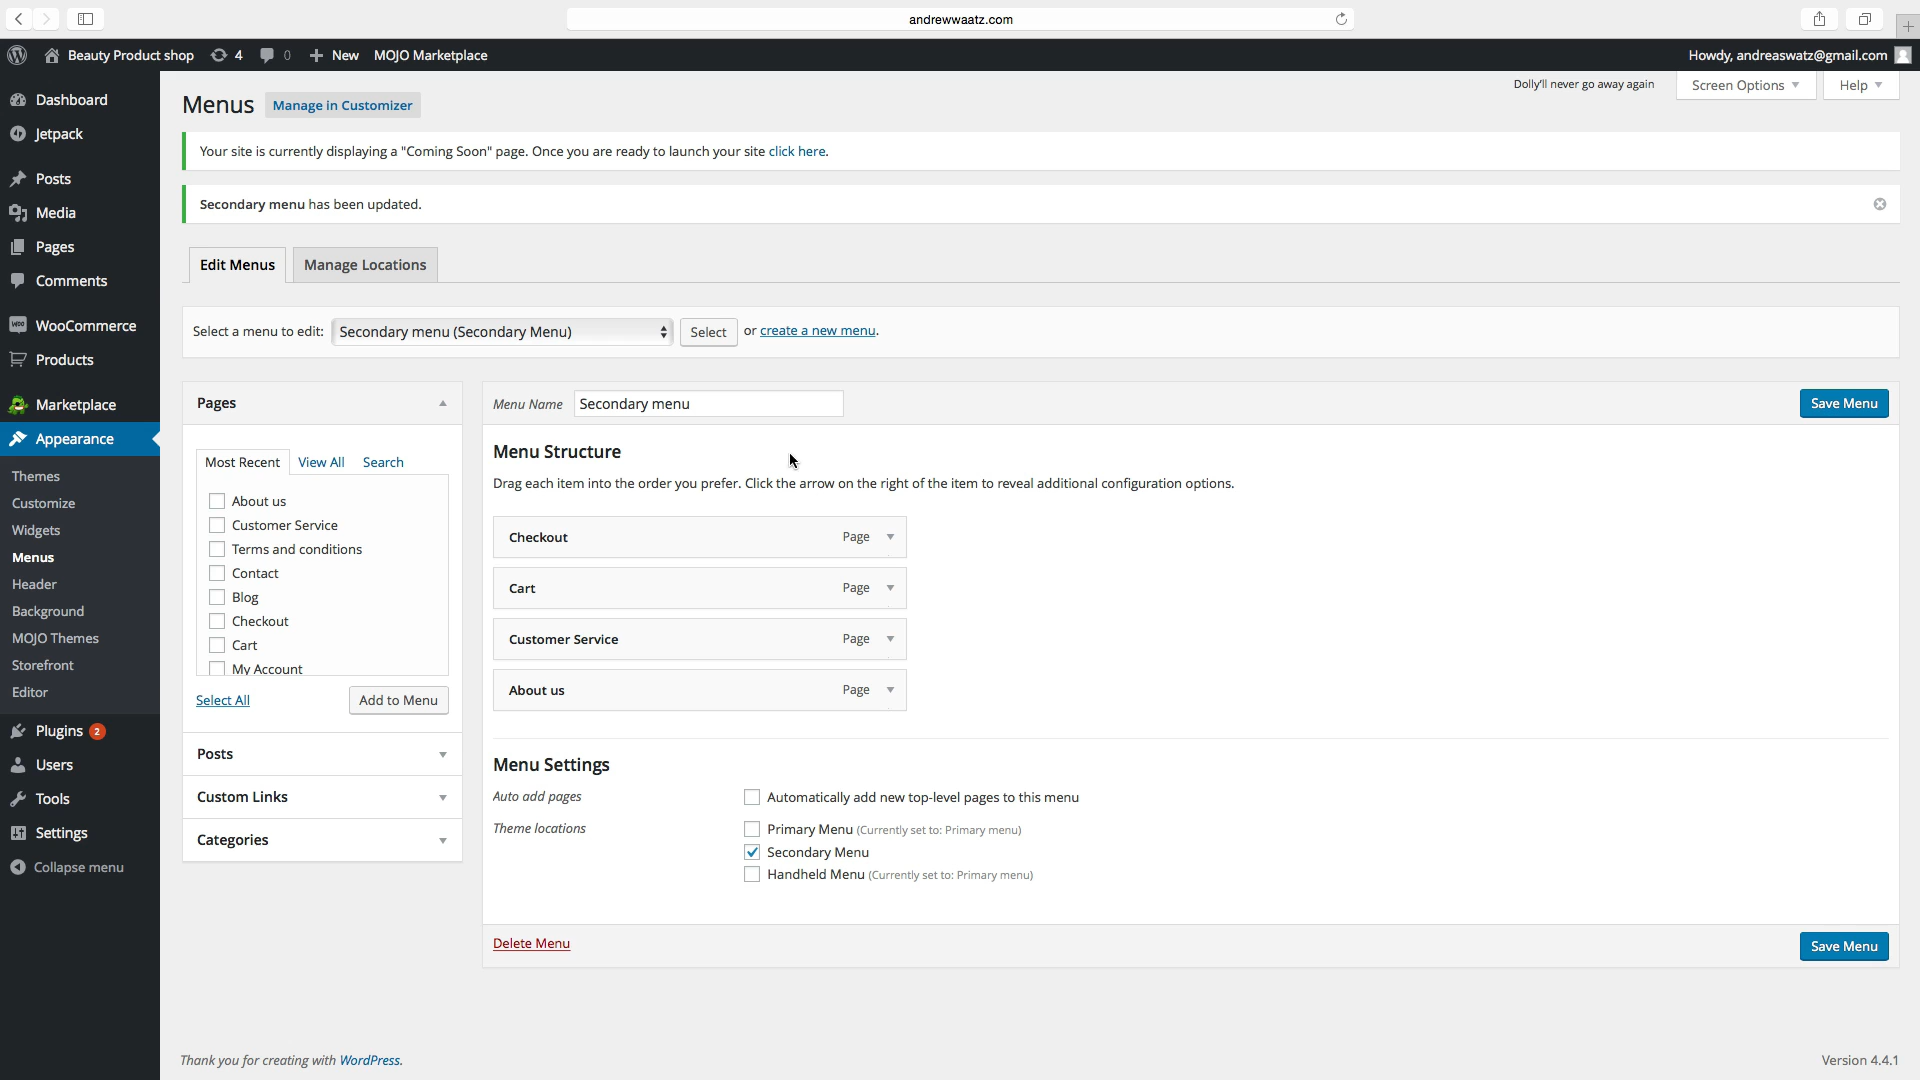 andrewwaatz.com
Beauty Product shop 4 0 New MOJO Marketplace Howdy, andreaswatz@gmail.com
Dolly'll never go away again Screen Options Help
Menus Manage in Customizer
Your site is currently displaying a "Coming Soon" page. Once you are ready to launch your site click here.
Secondary menu has been updated.
Edit Menus Manage Locations
Select a menu to edit: Secondary menu (Secondary Menu) Select or create a new menu.
Dashboard
Jetpack
Posts
Media
Pages
Comments
WOO WooCommerce
Products
Marketplace
Appearance
Themes
Customize
Widgets
Menus
Header
Background
MOJO Themes
Storefront
Editor
Plugins 2
Users
Tools
Settings
Collapse menu
Pages
Most Recent View All Search
About us
Customer Service
Terms and conditions
Contact
Blog
Checkout
Cart
My Account
Select All Add to Menu
Posts
Custom Links
Categories
Menu Name Secondary menu Save Menu
Menu Structure
Drag each item into the order you prefer. Click the arrow on the right of the item to reveal additional configuration options.
Checkout Page
Cart Page
Customer Service Page
About us Page
Menu Settings
Auto add pages Automatically add new top-level pages to this menu
Theme locations Primary Menu (Currently set to: Primary menu)
Secondary Menu
Handheld Menu (Currently set to: Primary menu)
Delete Menu Save Menu
Thank you for creating with WordPress. Version 4.4.1